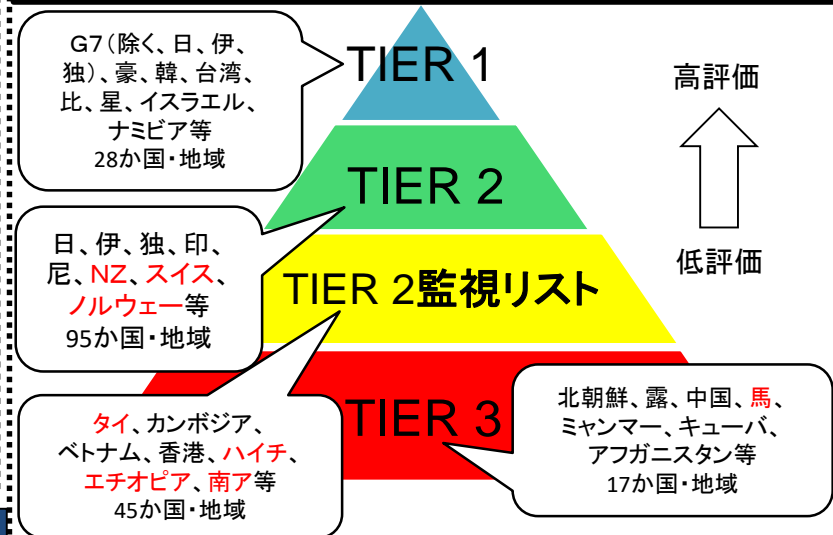 G7(除く、日、伊、
独)、豪、韓、台湾、
比、星、イスラエル、
ナミビア等
28か国・地域
TIER 1
高評価
TIER 2
低評価
日、伊、独、印、
尼、NZ、スイス、
ノルウェー等
95か国・地域
TIER 2監視リスト
タイ、カンボジア、
ベトナム、香港、ハイチ、
エチオピア、南ア等
45か国・地域
TIER 3
北朝鮮、露、中国、馬、
ミャンマー、キューバ、
アフガニスタン等
17か国・地域